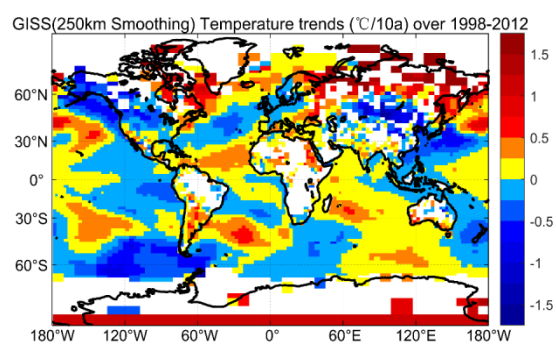 GISS(250km Smoothing) Temperature trends (℃/10a) over 1998-2012
60°N
30°N
0°
30°S
60°S
180°W 120°W 60°W 0° 60°E 120°E 180°E
1.5
1
0.5
0
-0.5
-1
-1.5